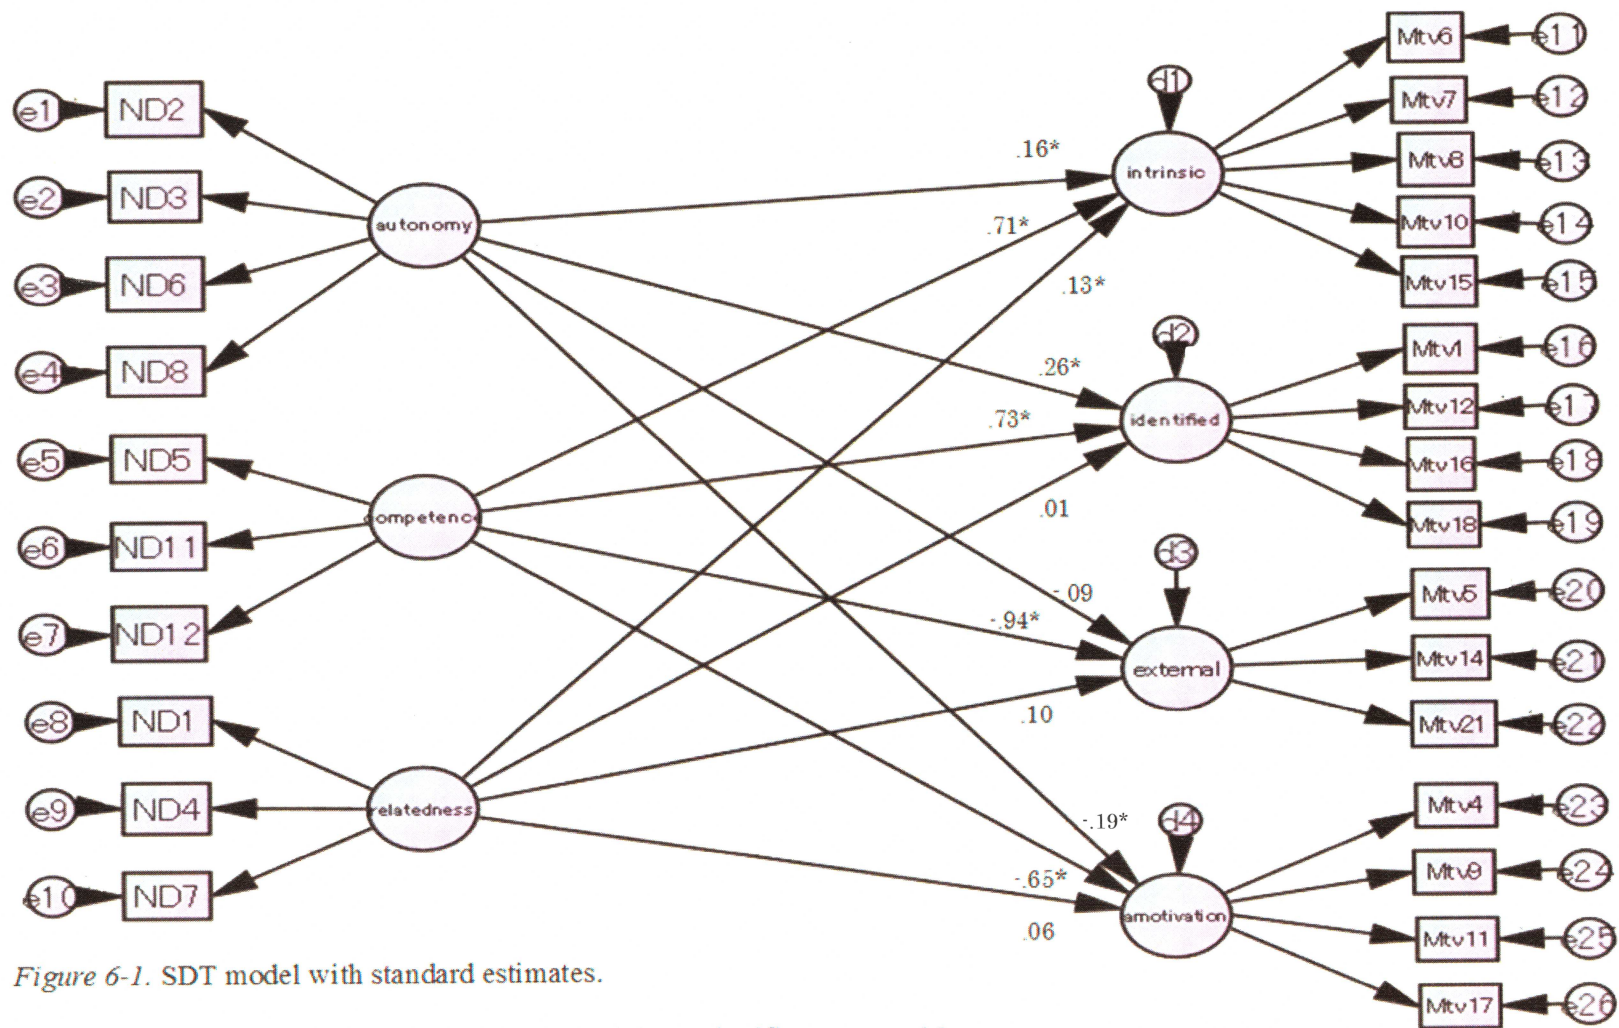 e1 ND2
e2 ND3
e3 ND6
e4 ND8
e5 ND5
e6 ND11
e7 ND12
e8 ND1
e9 ND4
e10 ND7
autonomy
competence
relatedness
.16*
.71*
.13*
.26*
.73*
.01
-.09
-.94*
.10
-.19*
-.65*
.06
d1
intrinsic
d2
identified
d3
external
d4
amotivation
Mtv6 e11
Mtv7 e12
Mtv8 e13
Mtv10 e14
Mtv15 e15
Mtv1 e16
Mtv12 e17
Mtv16 e18
Mtv18 e19
Mtv5 e20
Mtv14 e21
Mtv21 e22
Mtv4 e23
Mtv9 e24
Mtv11 e25
Mtv17 e26
Figure 6-1. SDT model with standard estimates.